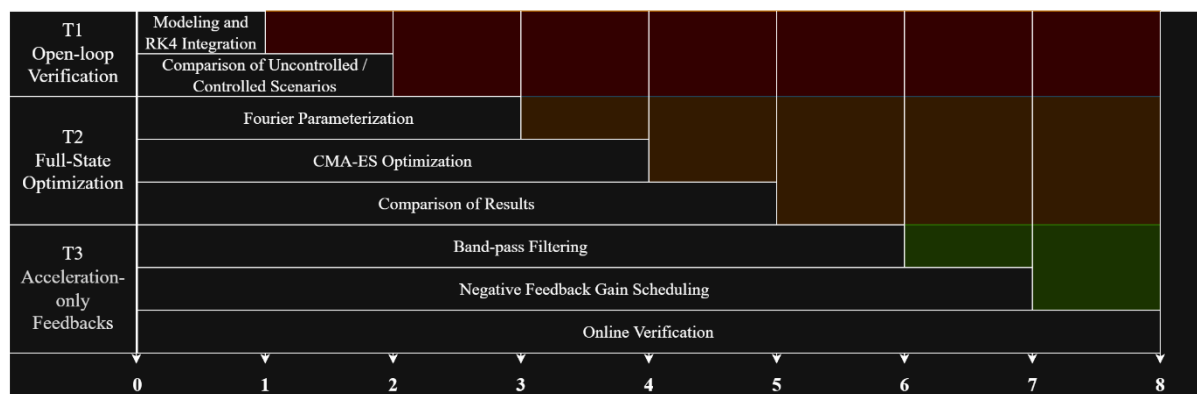 T1
Open-loop
Verification
Modeling and
RK4 Integration
Comparison of Uncontrolled /
Controlled Scenarios
T2
Full-State
Optimization
Fourier Parameterization
CMA-ES Optimization
Comparison of Results
T3
Acceleration-
only
Feedbacks
Band-pass Filtering
Negative Feedback Gain Scheduling
Online Verification
0 1 2 3 4 5 6 7 8